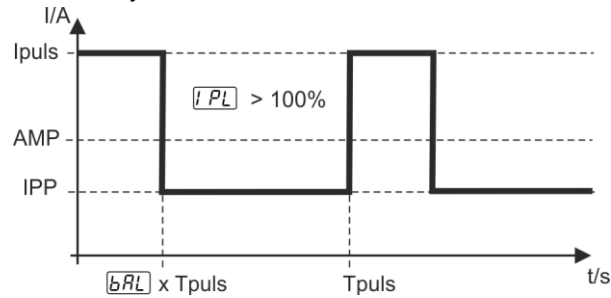 I/A
Ipuls
IPL > 100%
AMP
IPP
bAL x Tpuls
Tpuls
t/s